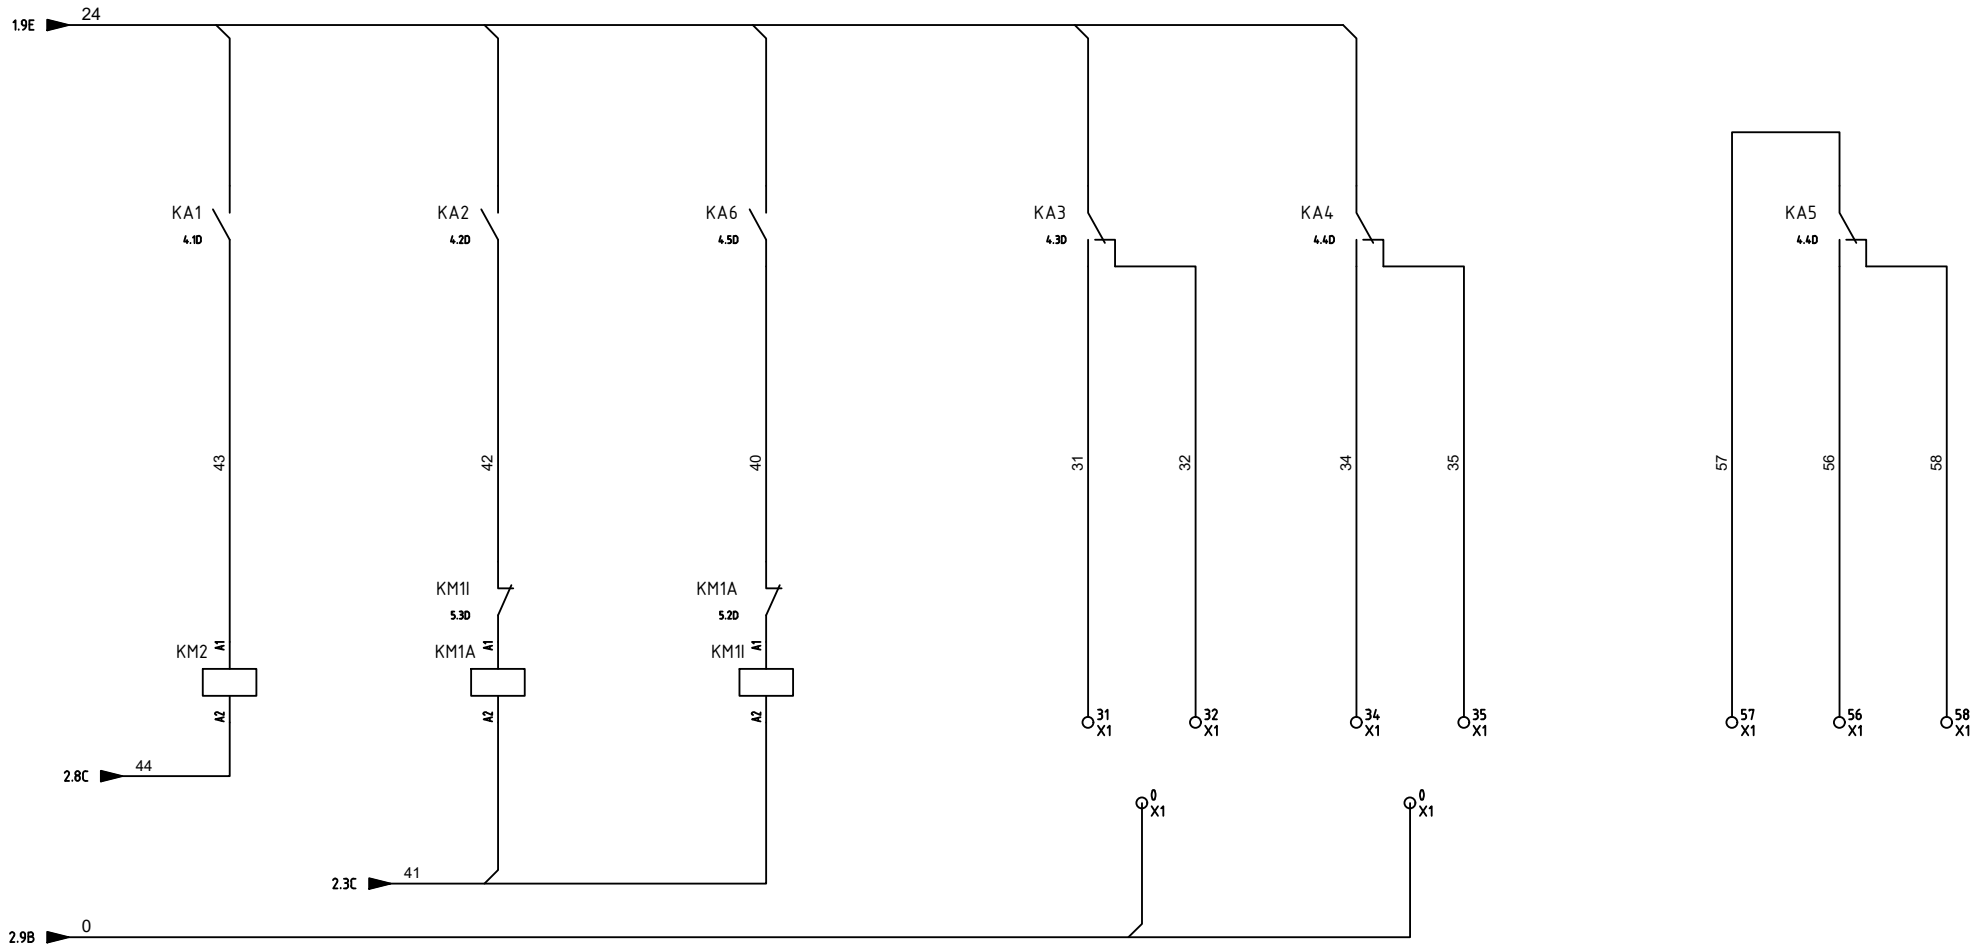 24
1.9E
KA1
KA2
KA6
KA3
KA4
KA5
4.1D
4.2D
4.5D
4.3D
4.4D
4.4D
43
42
40
31
32
34
35
57
56
58
KM1I
KM1A
5.3D
5.2D
A1
A1
A1
KM2
KM1A
KM1I
A2
A2
A2
31
X1
32
X1
34
X1
35
X1
57
X1
56
X1
58
X1
44
2.8C
0
X1
0
X1
41
2.3C
0
2.9B